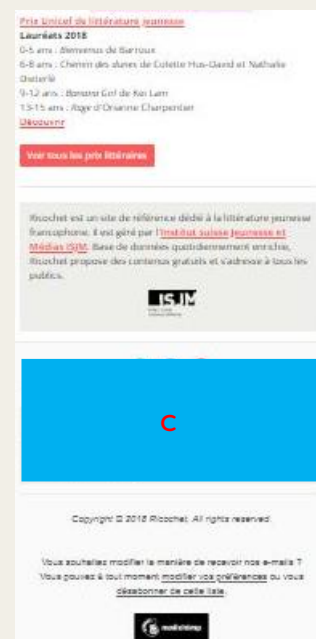 Prix Unicef de littérature jeunesse
Lauréats 2018
0-5 ans : Bienvenus de Barroux
6-8 ans : Chemin des dunes de Colette Hus-David et Nathalie
Dieterlé
9-12 ans : Banana Girl de Kei Lam
13-15 ans : Rage d'Orianne Charpentier
Découvrir
Voir tous les prix littéraires
Ricochet est un site de référence dédié à la littérature jeunesse
francophone. Il est géré par l'Institut suisse Jeunesse et
Médias ISJM. Base de données quotidiennement enrichie,
Ricochet propose des contenus gratuits et s'adresse à tous les
publics.
ISJM
C
Copyright © 2018 Ricochet, All rights reserved.
Vous souhaitez modifier la manière de recevoir nos e-mails ?
Vous pouvez à tout moment modifier vos préférences ou vous
désabonner de cette liste.
mailchimp